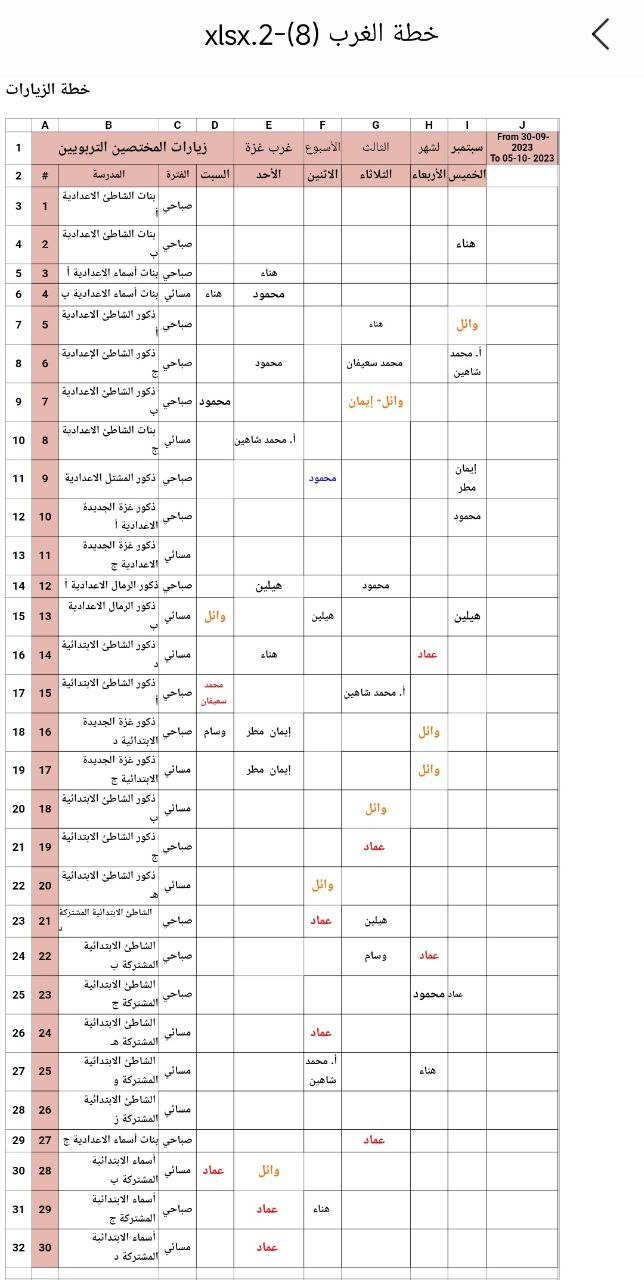 خطة الغرب (8)-2.xlsx
خطة الزيارات
A B C D E F G H I J
1 زيارات المختصين التربويين غرب غزة الأسبوع الثالث لشهر سبتمبر From 30-09-2023 To 05-10- 2023
2 # المدرسة الفترة السبت الأحد الاثنين الثلاثاء الأربعاء الخميس
3 1 بنات الشاطئ الاعدادية أ صباحي
4 2 بنات الشاطئ الاعدادية ب صباحي هناء
5 3 بنات أسماء الاعدادية أ صباحي هناء
6 4 بنات أسماء الاعدادية ب مسائي هناء محمود
7 5 ذكور الشاطئ الاعدادية أ صباحي هناء وائل
8 6 ذكور الشاطئ الإعدادية ج صباحي محمود محمد سعيفان أ. محمد شاهين
9 7 ذكور الشاطئ الاعدادية ب صباحي محمود وائل- إيمان
10 8 بنات الشاطئ الاعدادية ج مسائي أ. محمد شاهين
11 9 ذكور المشتل الاعدادية صباحي محمود إيمان مطر
12 10 ذكور غزة الجديدة الاعدادية أ صباحي محمود
13 11 ذكور غزة الجديدة الاعدادية ج مسائي
14 12 ذكور الرمال الاعدادية أ صباحي هيلين محمود
15 13 ذكور الرمال الاعدادية ب مسائي وائل هيلين هيلين
16 14 ذكور الشاطئ الابتدائية د مسائي هناء عماد
17 15 ذكور الشاطئ الابتدائية أ صباحي محمد سعيفان أ. محمد شاهين
18 16 ذكور غزة الجديدة الابتدائية د صباحي وسام إيمان مطر وائل
19 17 ذكور غزة الجديدة الابتدائية ج مسائي إيمان مطر وائل
20 18 ذكور الشاطئ الابتدائية ب مسائي وائل
21 19 ذكور الشاطئ الابتدائية ج صباحي عماد
22 20 ذكور الشاطئ الابتدائية هـ مسائي وائل
23 21 الشاطئ الابتدائية المشتركة د صباحي عماد هيلين
24 22 الشاطئ الابتدائية المشتركة ب صباحي وسام عماد
25 23 الشاطئ الابتدائية المشتركة ج صباحي محمود عماد
26 24 الشاطئ الابتدائية المشتركة هـ مسائي عماد
27 25 الشاطئ الابتدائية المشتركة و مسائي أ. محمد شاهين هناء
28 26 الشاطئ الابتدائية المشتركة ز مسائي
29 27 بنات أسماء الاعدادية ج صباحي عماد
30 28 أسماء الابتدائية المشتركة ب مسائي عماد وائل
31 29 أسماء الابتدائية المشتركة ج صباحي عماد هناء
32 30 أسماء الابتدائية المشتركة د مسائي عماد